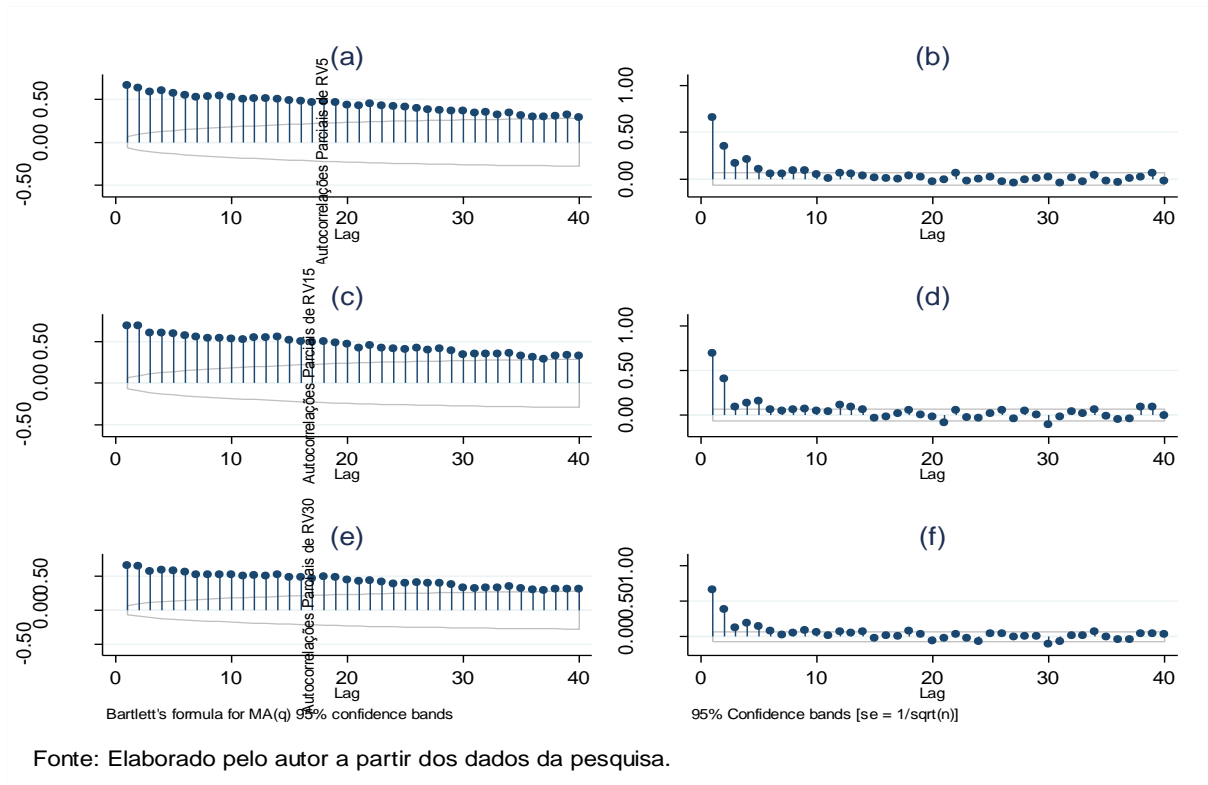 (a)
0.50
0.00
-0.50
0 10 20 30 40
Lag
Autocorrelações Parciais de RV5
(b)
1.00
0.50
0.00
0 10 20 30 40
Lag
(c)
0.50
0.00
-0.50
0 10 20 30 40
Lag
Autocorrelações Parciais de RV15
(d)
1.00
0.50
0.00
0 10 20 30 40
Lag
(e)
0.50
0.00
-0.50
0 10 20 30 40
Lag
Autocorrelações Parciais de RV30
Bartlett's formula for MA(q) 95% confidence bands
(f)
1.00
0.50
0.00
0 10 20 30 40
Lag
95% Confidence bands [se = 1/sqrt(n)]
Fonte: Elaborado pelo autor a partir dos dados da pesquisa.